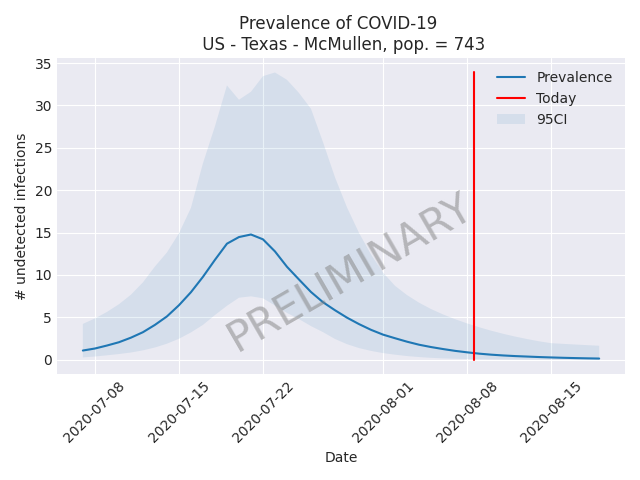 Prevalence of COVID-19
US - Texas - McMullen, pop. = 743
35
30
25
20
15
10
5
0
# undetected infections
Prevalence
Today
95CI
PRELIMINARY
2020-07-08
2020-07-15
2020-07-22
2020-08-01
2020-08-08
2020-08-15
Date